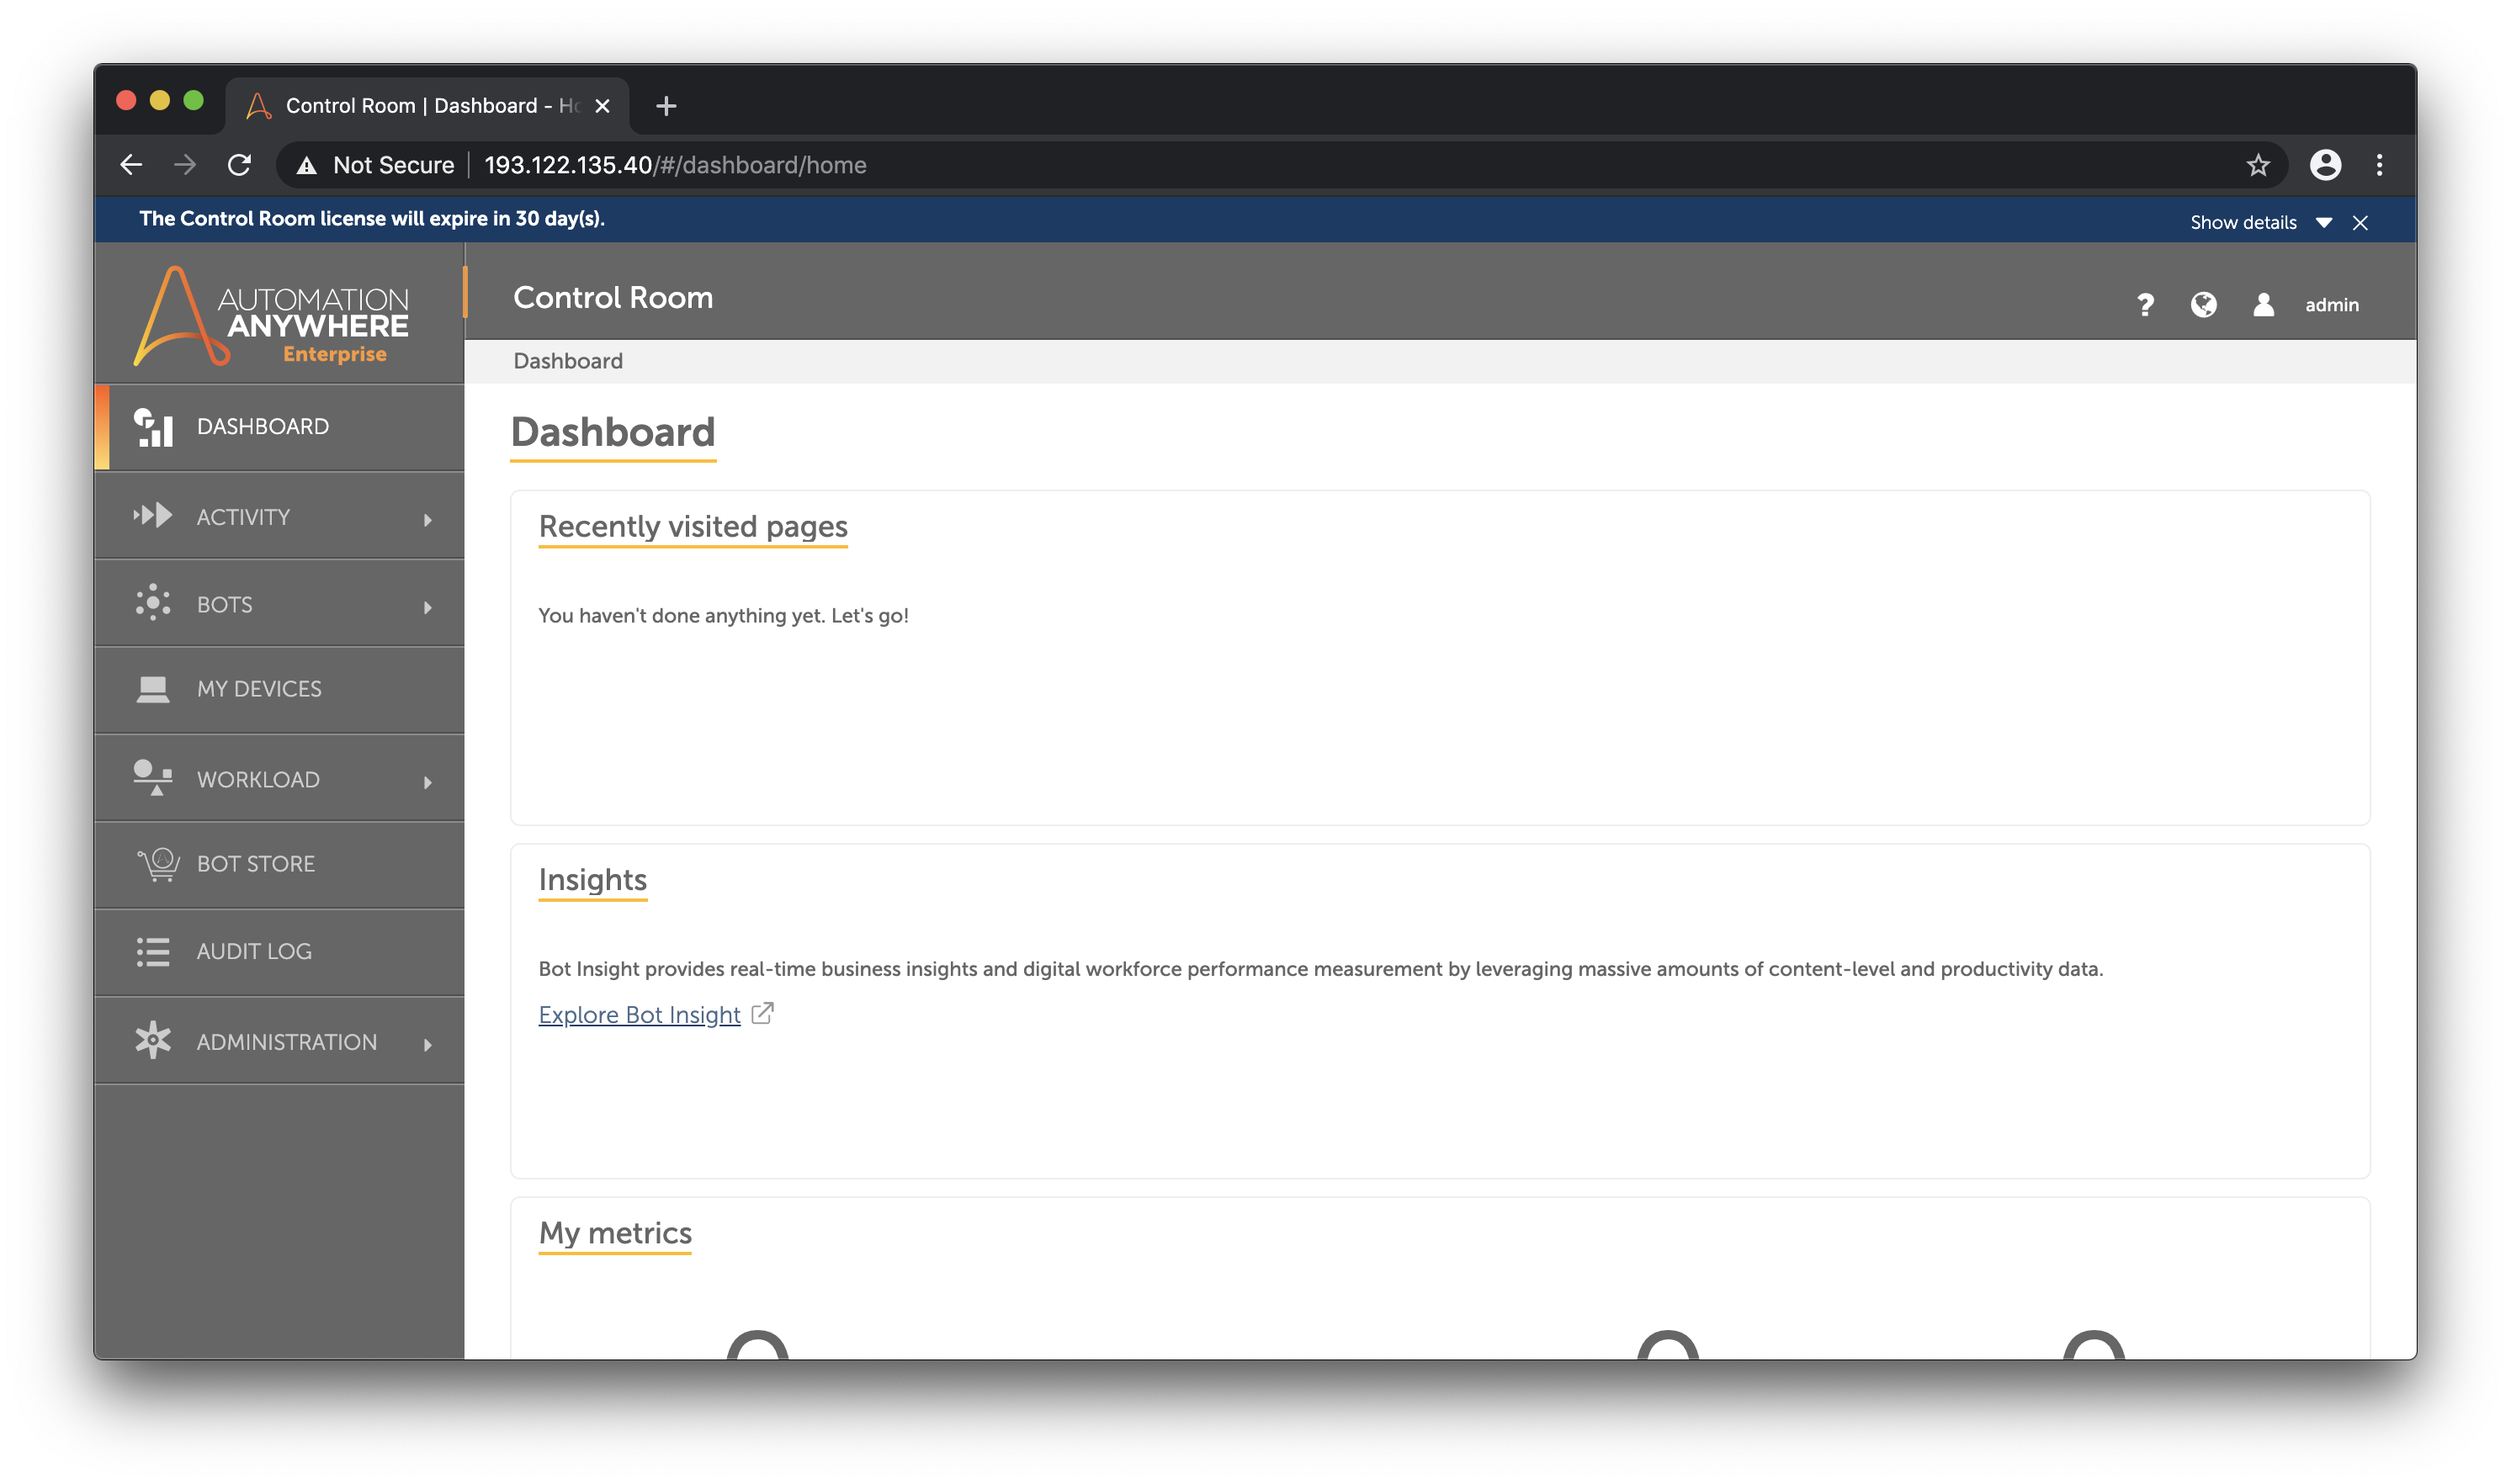 Control Room | Dashboard - Ho
Not Secure | 193.122.135.40/#/dashboard/home
The Control Room license will expire in 30 day(s).
Show details
AUTOMATION
ANYWHERE
Enterprise
Control Room
? admin
Dashboard
DASHBOARD
Dashboard
ACTIVITY
Recently visited pages
BOTS
You haven't done anything yet. Let's go!
MY DEVICES
WORKLOAD
BOT STORE
Insights
AUDIT LOG
Bot Insight provides real-time business insights and digital workforce performance measurement by leveraging massive amounts of content-level and productivity data.
Explore Bot Insight
ADMINISTRATION
My metrics